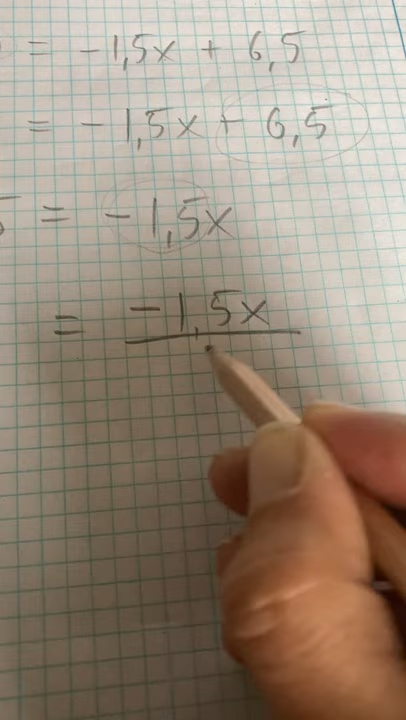 = -1,5x + 6,5
= -1,5x + 6,5
= -1,5x
= -1,5x